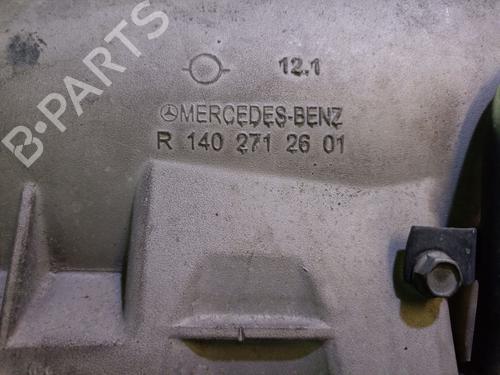 B-PARTS
12.1
MERCEDES-BENZ
R 140 271 26 01